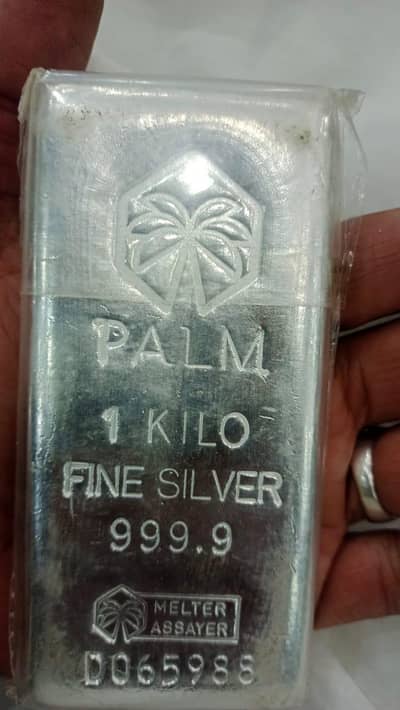 PALM
1 KILO
FINE SILVER
999.9
MELTER
ASSAYER
D065988